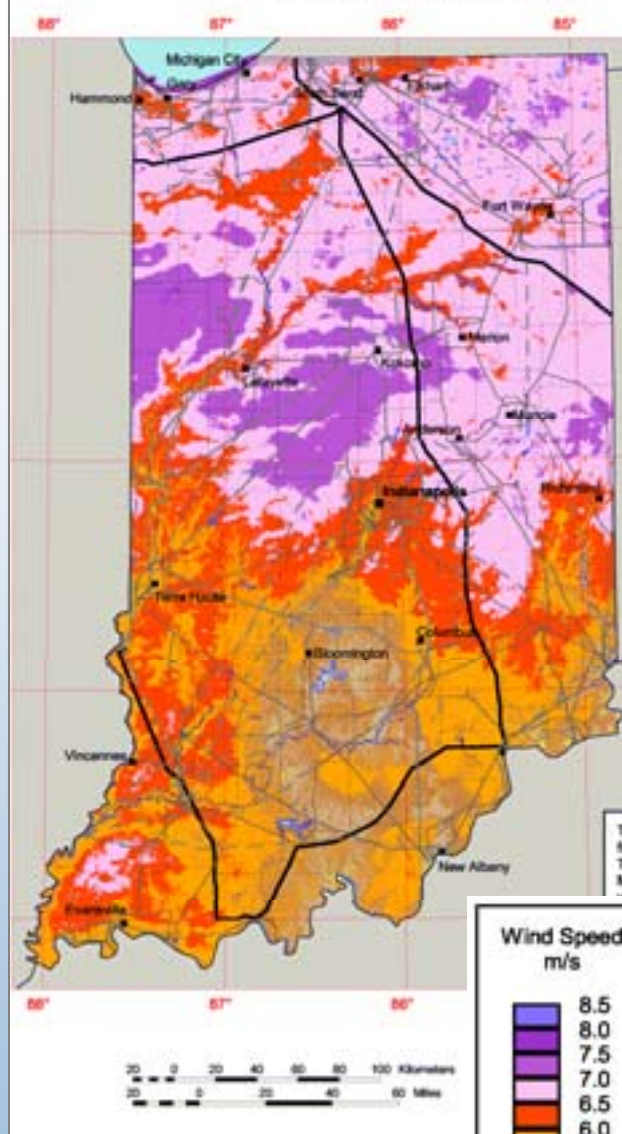 88° 87° 86° 85°
Michigan City
Gary
Hammond
Elkhart
Fort Wayne
Marion
Kokomo
Lafayette
Muncie
Anderson
Indianapolis
Richmond
Terre Haute
Columbus
Bloomington
Vincennes
New Albany
Evansville
88° 87° 86°
20 0 20 40 60 80 100 Kilometers
20 0 20 40 60 Miles
Wind Speed
m/s
8.5
8.0
7.5
7.0
6.5
6.0